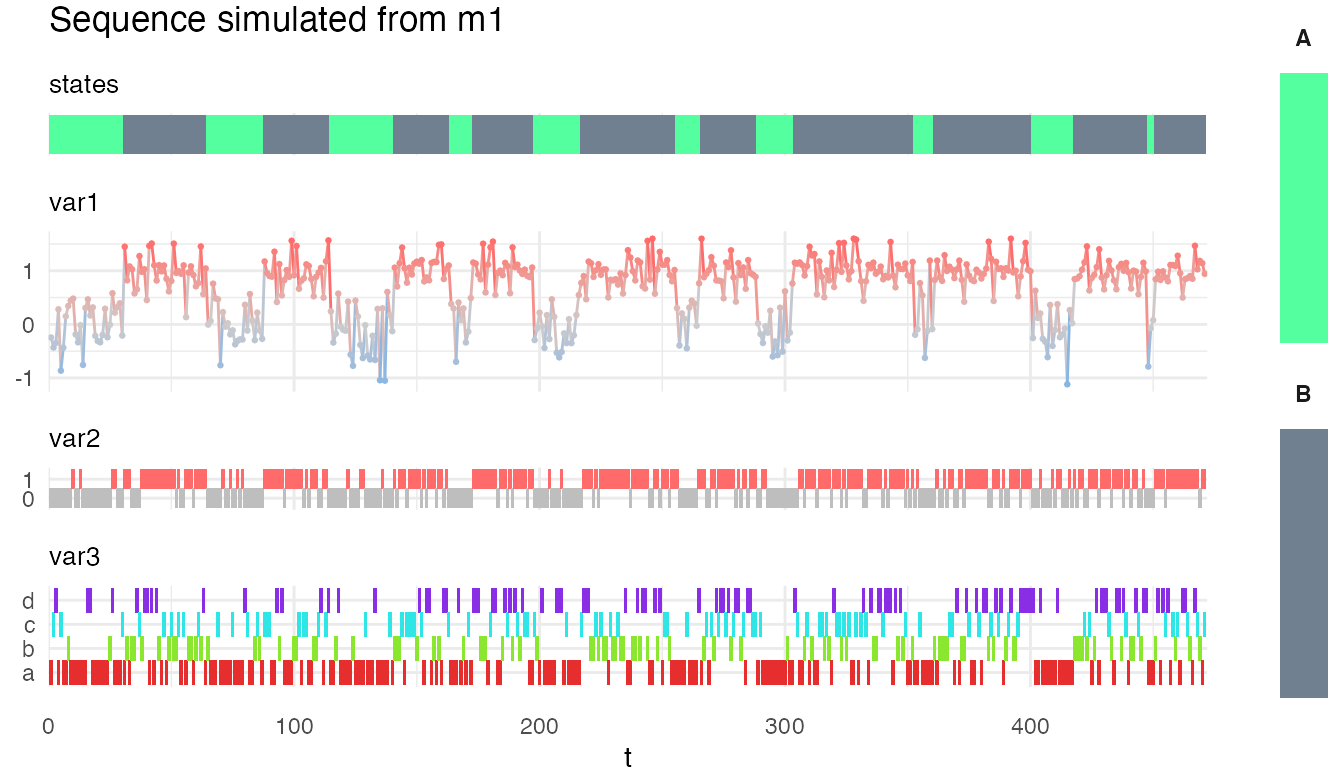 Sequence simulated from m1
states
var1
1
0
-1
var2
1
0
var3
d
c
b
a
0 100 200 300 400
t
A
B